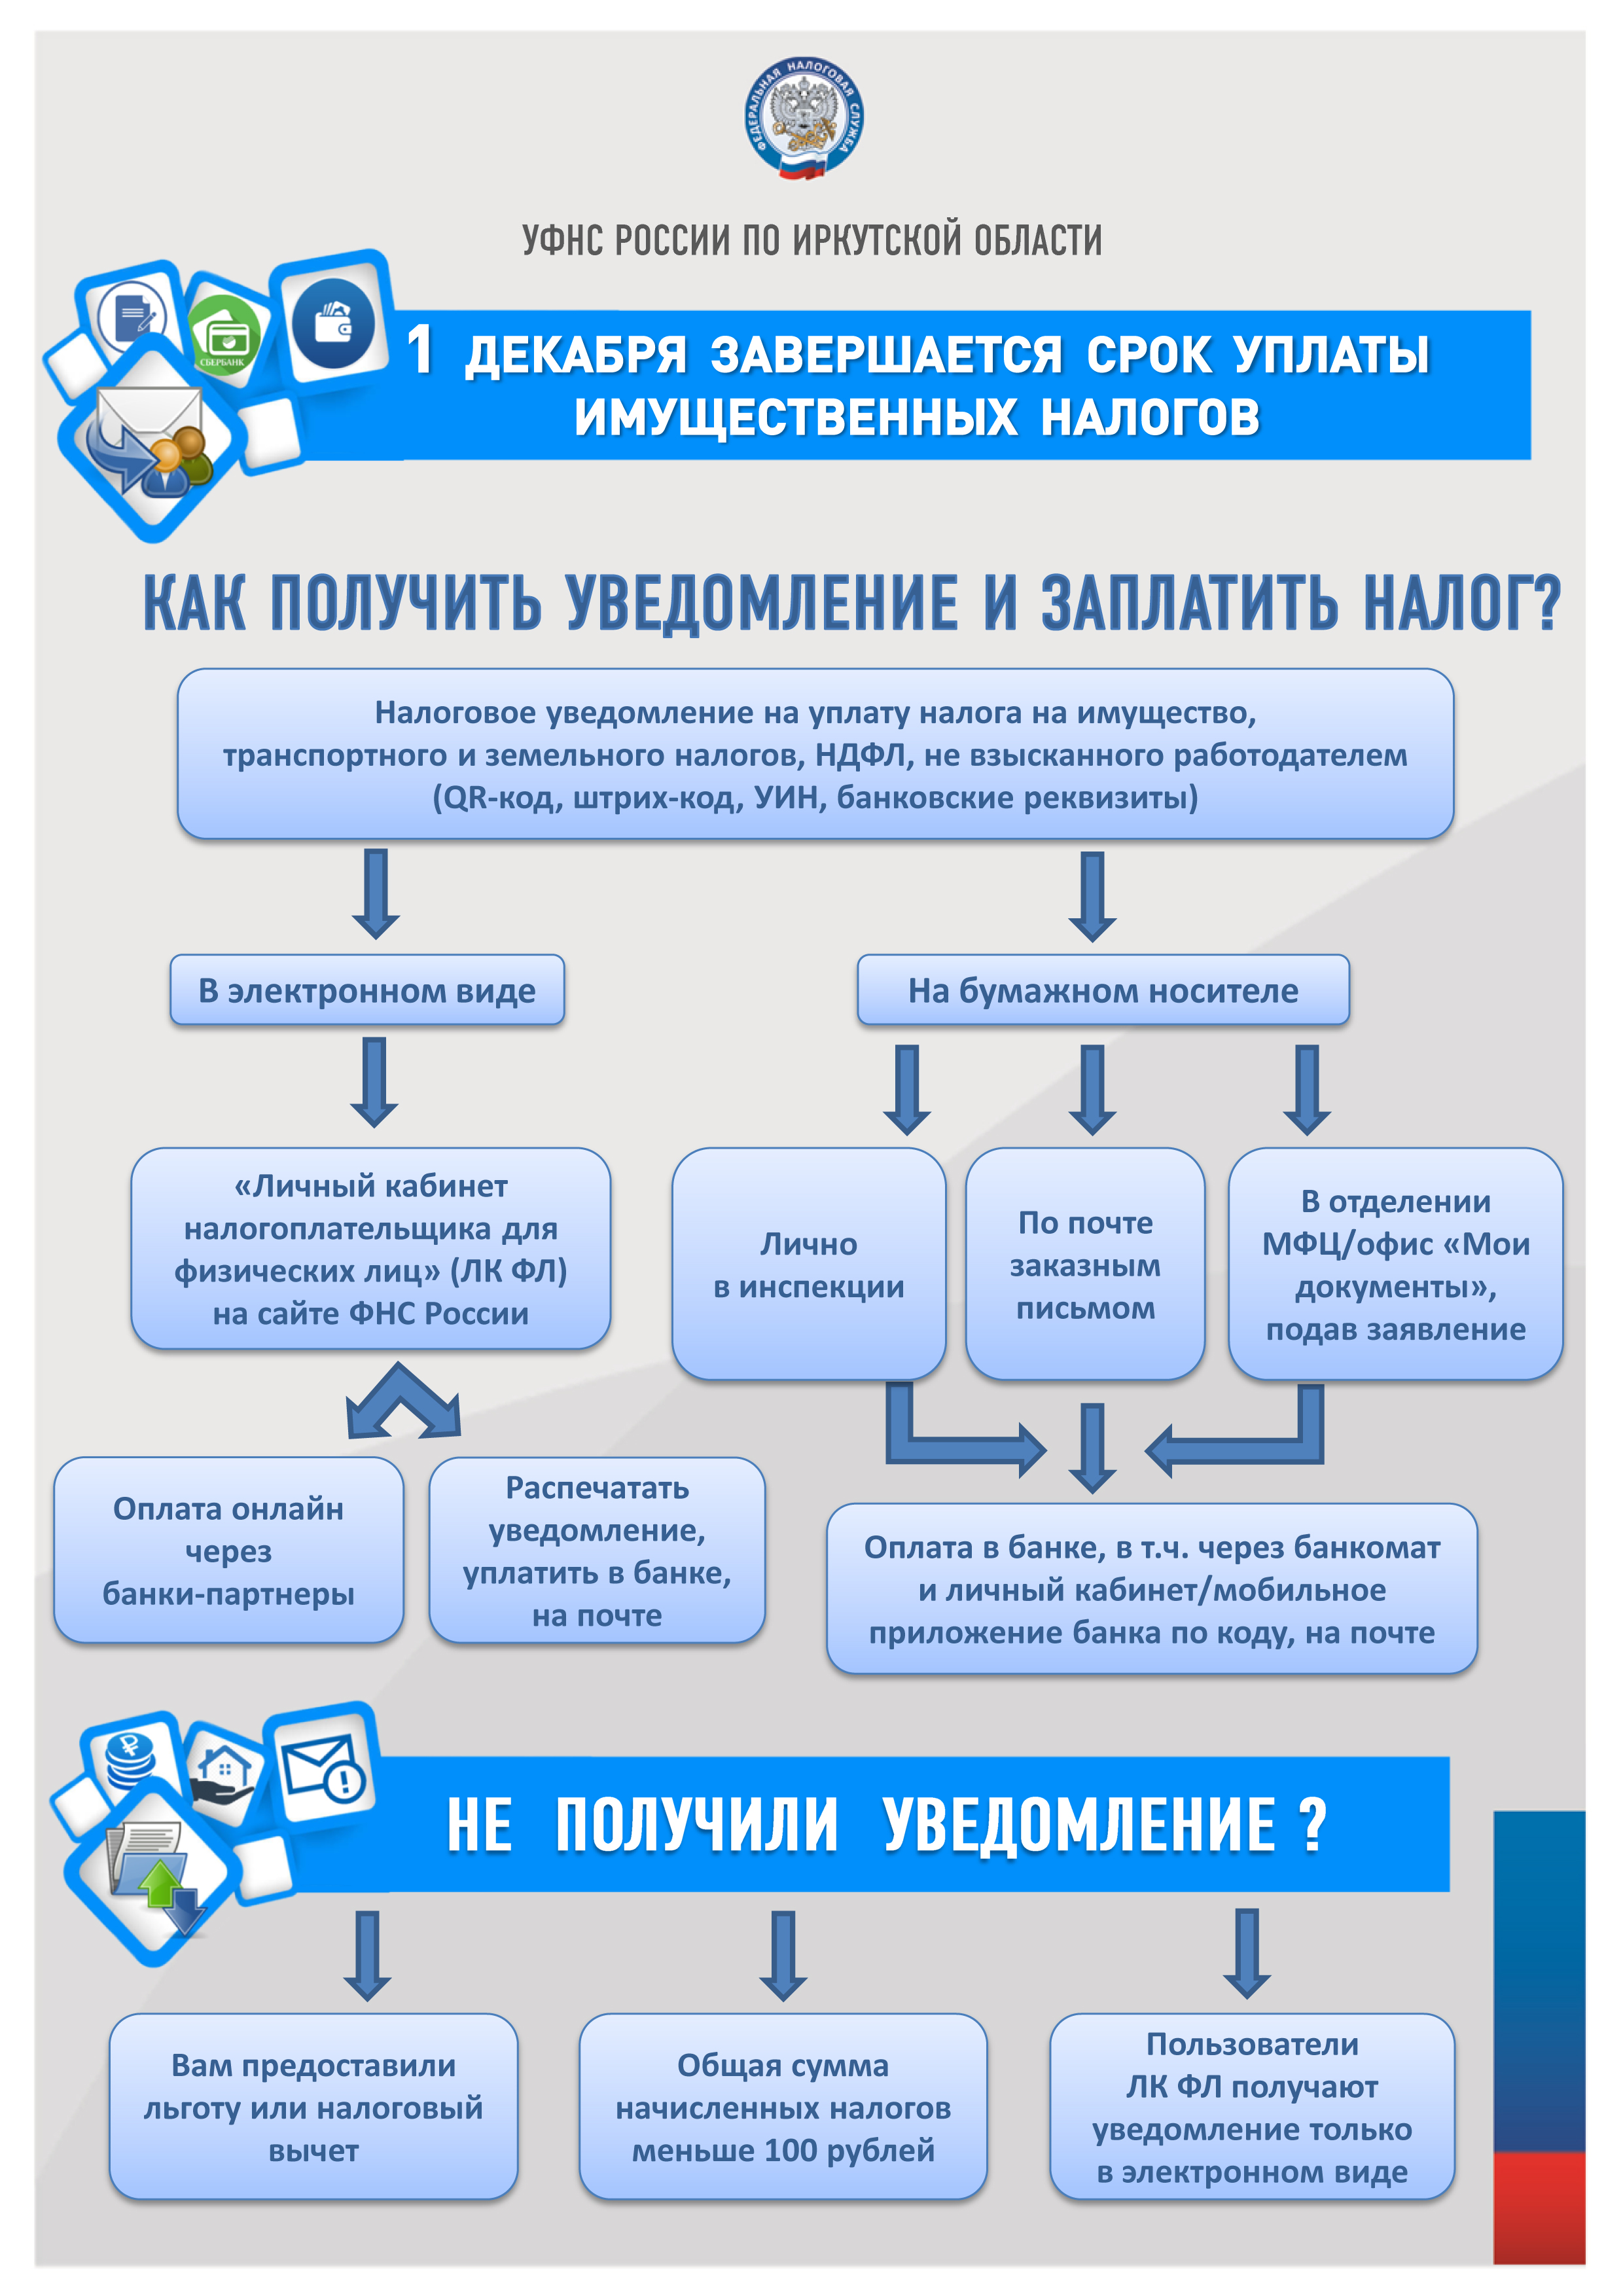 ФЕДЕРАЛЬНАЯ НАЛОГОВАЯ СЛУЖБА
УФНС РОССИИ ПО ИРКУТСКОЙ ОБЛАСТИ
СБЕРБАНК
1 ДЕКАБРЯ ЗАВЕРШАЕТСЯ СРОК УПЛАТЫ
ИМУЩЕСТВЕННЫХ НАЛОГОВ
КАК ПОЛУЧИТЬ УВЕДОМЛЕНИЕ И ЗАПЛАТИТЬ НАЛОГ?
Налоговое уведомление на уплату налога на имущество,
транспортного и земельного налогов, НДФЛ, не взысканного работодателем
(QR-код, штрих-код, УИН, банковские реквизиты)
В электронном виде
На бумажном носителе
«Личный кабинет
налогоплательщика для
физических лиц» (ЛК ФЛ)
на сайте ФНС России
Лично
в инспекции
По почте
заказным
письмом
В отделении
МФЦ/офис «Мои
документы»,
подав заявление
Оплата онлайн
через
банки-партнеры
Распечатать
уведомление,
уплатить в банке,
на почте
Оплата в банке, в т.ч. через банкомат
и личный кабинет/мобильное
приложение банка по коду, на почте
НЕ ПОЛУЧИЛИ УВЕДОМЛЕНИЕ ?
Вам предоставили
льготу или налоговый
вычет
Общая сумма
начисленных налогов
меньше 100 рублей
Пользователи
ЛК ФЛ получают
уведомление только
в электронном виде